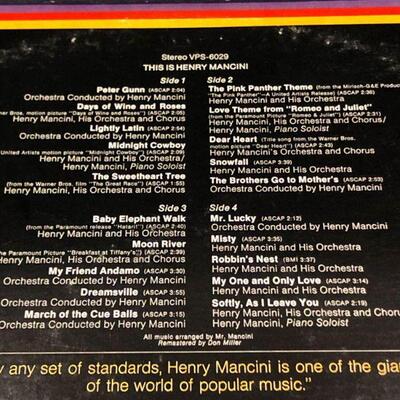 Stereo VPS-6029
THIS IS HENRY MANCINI
Side 1
Peter Gunn (ASCAP 2:04)
Orchestra Conducted by Henry Mancini
Days of Wine and Roses
ner Bros. motion picture "Days of Wine and Roses") (ASCAP 2:05)
Henry Mancini, His Orchestra and Chorus
Lightly Latin (ASCAP 2:54)
Orchestra Conducted by Henry Mancini
Midnight Cowboy
United Artists motion picture "Midnight Cowboy") (ASCAP 2:09)
Henry Mancini and His Orchestra/
Henry Mancini, Piano Soloist
The Sweetheart Tree
(from the Warner Bros. film "The Great Race") (ASCAP 1:55)
Orchestra Conducted by Henry Mancini
Side 2
The Pink Panther Theme (from the Mirisch-G&E Produc
"The Pink Panther"—A United Artists Release) (ASCAP 2:36)
Henry Mancini and His Orchestra
Love Theme from "Romeo and Juliet"
(from the Paramount Picture "Romeo & Juliet") (ASCAP 2:31)
Henry Mancini, His Orchestra and Chorus/
Henry Mancini, Piano Soloist
Dear Heart (title song from the Warner Bros.
motion picture "Dear Heart") (ASCAP 2:43)
Henry Mancini's Orchestra and Chorus
Snowfall (ASCAP 3:39)
Henry Mancini and His Orchestra
The Brothers Go to Mother's (ASCAP 2:53)
Orchestra Conducted by Henry Mancini
Side 3
Baby Elephant Walk
(from the Paramount release "Hatari!") (ASCAP 2:40)
Henry Mancini and His Orchestra
Moon River
he Paramount Picture "Breakfast at Tiffany's") (ASCAP 2:39)
Henry Mancini, His Orchestra and Chorus
My Friend Andamo (ASCAP 3:30)
Orchestra Conducted by Henry Mancini
Dreamsville (ASCAP 3:51)
Orchestra Conducted by Henry Mancini
March of the Cue Balls (ASCAP 3:15)
Orchestra Conducted by Henry Mancini
Side 4
Mr. Lucky (ASCAP 2:12)
Orchestra Conducted by Henry Mancini
Misty (ASCAP 3:35)
Henry Mancini and His Orchestra
Robbin's Nest (BMI 3:37)
Henry Mancini and His Orchestra
My One and Only Love (ASCAP 3:14)
Henry Mancini and His Orchestra
Softly, As I Leave You (ASCAP 2:19)
Henry Mancini and His Orchestra and Chorus/
Henry Mancini, Piano Soloist
All music arranged by Mr. Mancini
Remastered by Don Miller
y any set of standards, Henry Mancini is one of the gia
of the world of popular music."